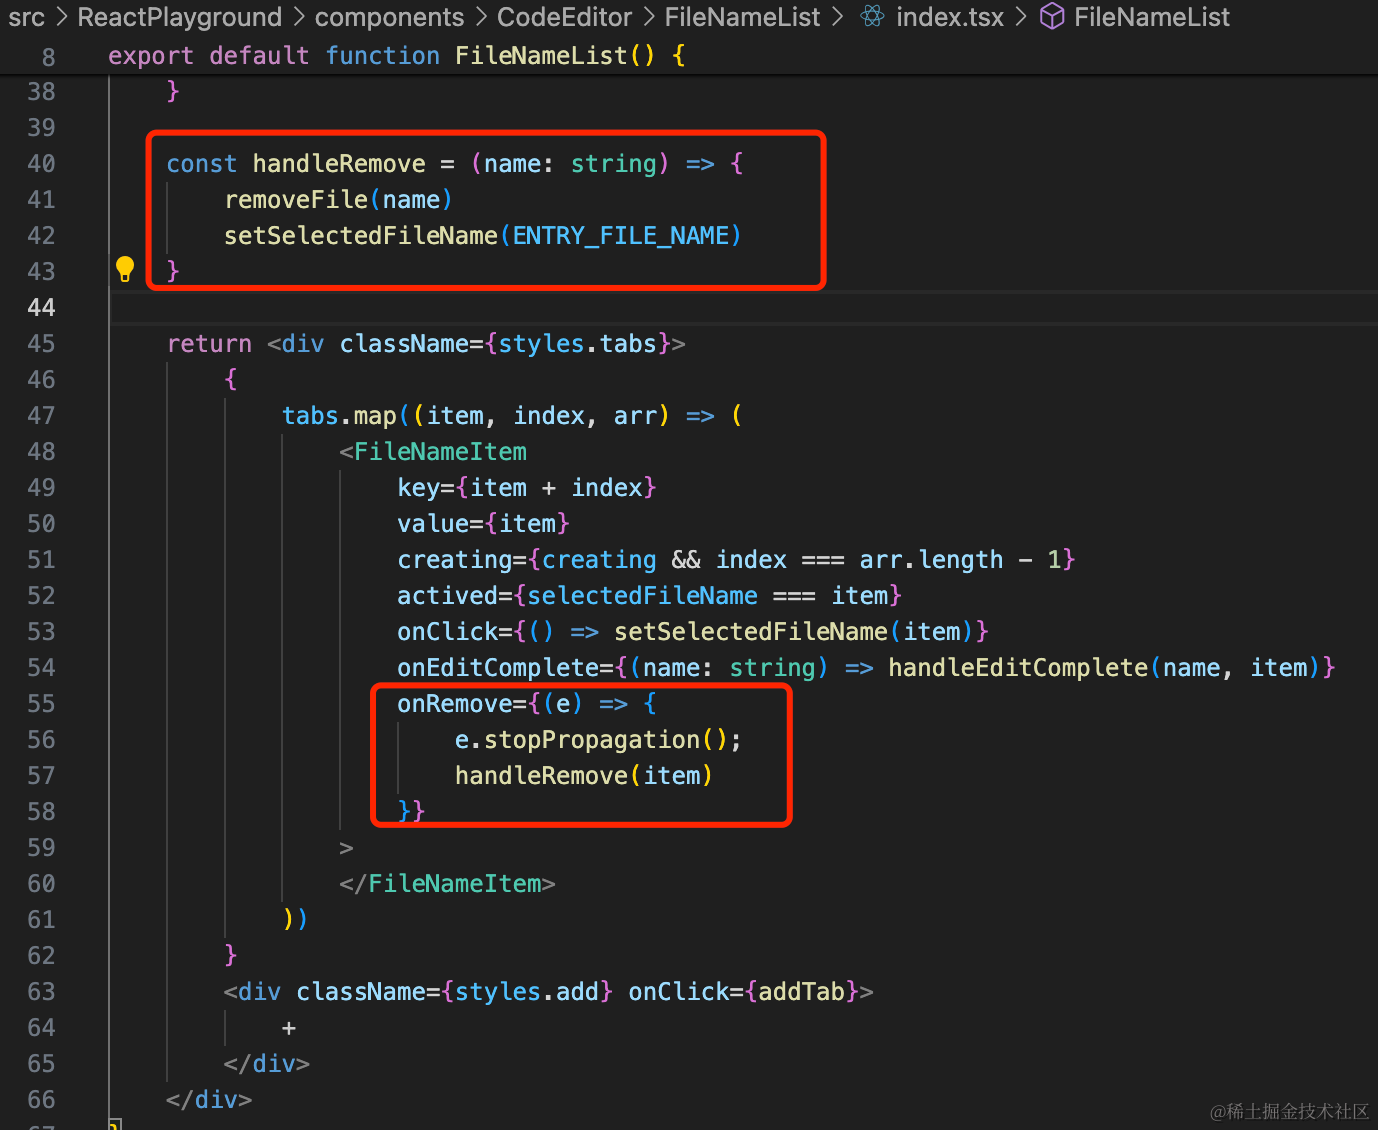 src > ReactPlayground > components > CodeEditor > FileNameList > index.tsx > FileNameList
8 export default function FileNameList() {
38 }
39
40 const handleRemove = (name: string) => {
41 removeFile(name)
42 setSelectedFileName(ENTRY_FILE_NAME)
43 }
44
45 return <div className={styles.tabs}>
46 {
47 tabs.map((item, index, arr) => (
48 <FileNameItem
49 key={item + index}
50 value={item}
51 creating={creating && index === arr.length - 1}
52 actived={selectedFileName === item}
53 onClick={() => setSelectedFileName(item)}
54 onEditComplete={(name: string) => handleEditComplete(name, item)}
55 onRemove={(e) => {
56 e.stopPropagation();
57 handleRemove(item)
58 }}
59 >
60 </FileNameItem>
61 ))
62 }
63 <div className={styles.add} onClick={addTab}>
64 +
65 </div>
66 </div>
67 }
@稀土掘金技术社区